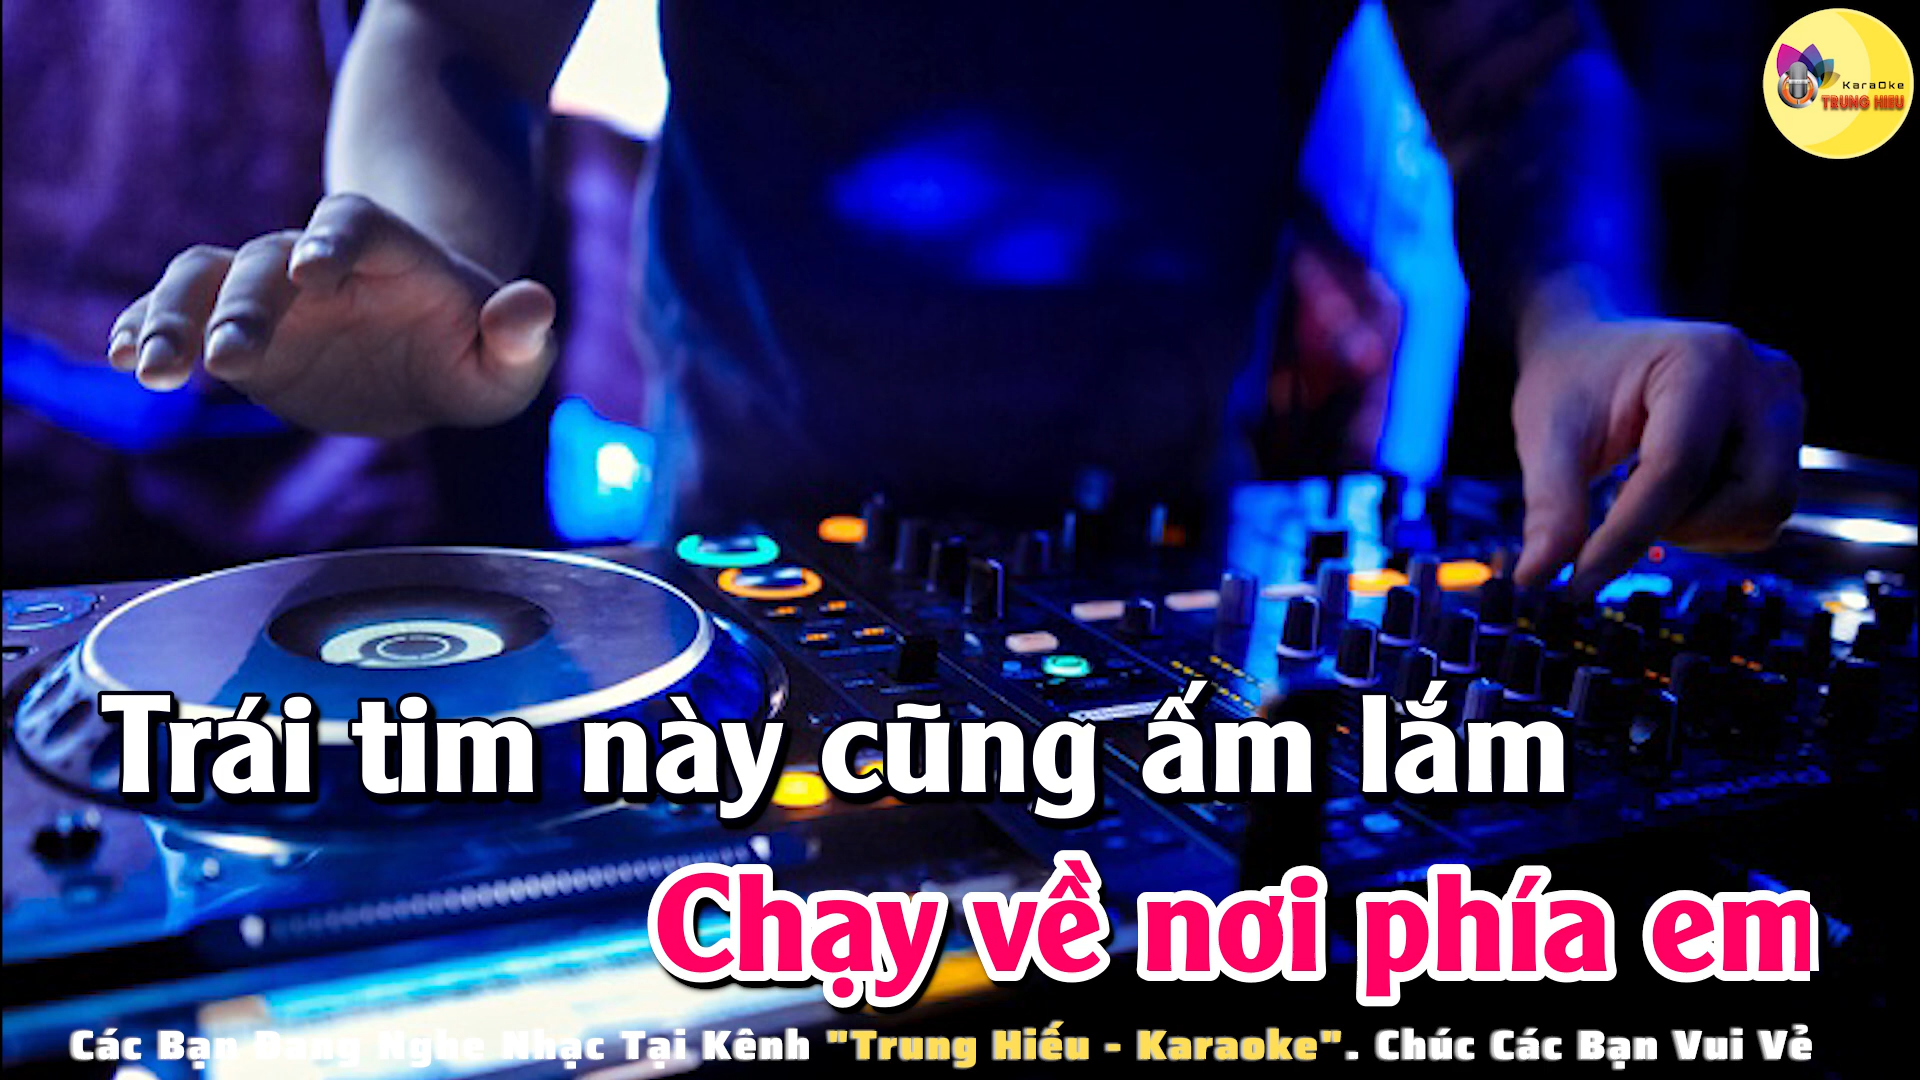 KaraOke
TRUNG HIEU
Trái tim này cũng ấm lắm
Chạy về nơi phía em
Các Bạn Đang Nghe Nhạc Tại Kênh "Trung Hiếu - Karaoke". Chúc Các Bạn Vui Vẻ